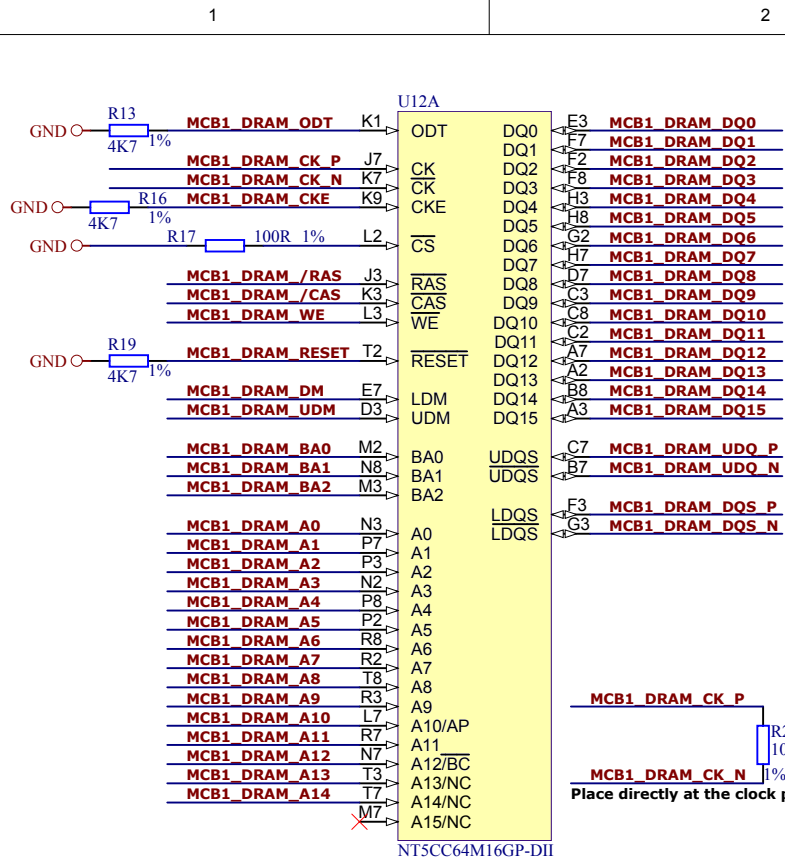 1
2
U12A
R13
GND
4K7
1%
MCB1_DRAM_ODT K1 ODT
MCB1_DRAM_CK_P J7 CK
MCB1_DRAM_CK_N K7 CK
MCB1_DRAM_CKE K9 CKE
GND
R16
4K7
1%
GND
R17
100R 1%
L2 CS
MCB1_DRAM_/RAS J3 RAS
MCB1_DRAM_/CAS K3 CAS
MCB1_DRAM_WE L3 WE
R19
GND
4K7
1%
MCB1_DRAM_RESET T2 RESET
MCB1_DRAM_DM E7 LDM
MCB1_DRAM_UDM D3 UDM
MCB1_DRAM_BA0 M2 BA0
MCB1_DRAM_BA1 N8 BA1
MCB1_DRAM_BA2 M3 BA2
MCB1_DRAM_A0 N3 A0
MCB1_DRAM_A1 P7 A1
MCB1_DRAM_A2 P3 A2
MCB1_DRAM_A3 N2 A3
MCB1_DRAM_A4 P8 A4
MCB1_DRAM_A5 P2 A5
MCB1_DRAM_A6 R8 A6
MCB1_DRAM_A7 R2 A7
MCB1_DRAM_A8 T8 A8
MCB1_DRAM_A9 R3 A9
MCB1_DRAM_A10 L7 A10/AP
MCB1_DRAM_A11 R7 A11
MCB1_DRAM_A12 N7 A12/BC
MCB1_DRAM_A13 T3 A13/NC
MCB1_DRAM_A14 T7 A14/NC
M7 A15/NC
DQ0 E3 MCB1_DRAM_DQ0
DQ1 F7 MCB1_DRAM_DQ1
DQ2 F2 MCB1_DRAM_DQ2
DQ3 F8 MCB1_DRAM_DQ3
DQ4 H3 MCB1_DRAM_DQ4
DQ5 H8 MCB1_DRAM_DQ5
DQ6 G2 MCB1_DRAM_DQ6
DQ7 H7 MCB1_DRAM_DQ7
DQ8 D7 MCB1_DRAM_DQ8
DQ9 C3 MCB1_DRAM_DQ9
DQ10 C8 MCB1_DRAM_DQ10
DQ11 C2 MCB1_DRAM_DQ11
DQ12 A7 MCB1_DRAM_DQ12
DQ13 A2 MCB1_DRAM_DQ13
DQ14 B8 MCB1_DRAM_DQ14
DQ15 A3 MCB1_DRAM_DQ15
UDQS C7 MCB1_DRAM_UDQ_P
UDQS B7 MCB1_DRAM_UDQ_N
LDQS F3 MCB1_DRAM_DQS_P
LDQS G3 MCB1_DRAM_DQS_N
NT5CC64M16GP-DII
MCB1_DRAM_CK_P
1%
MCB1_DRAM_CK_N
Place directly at the clock